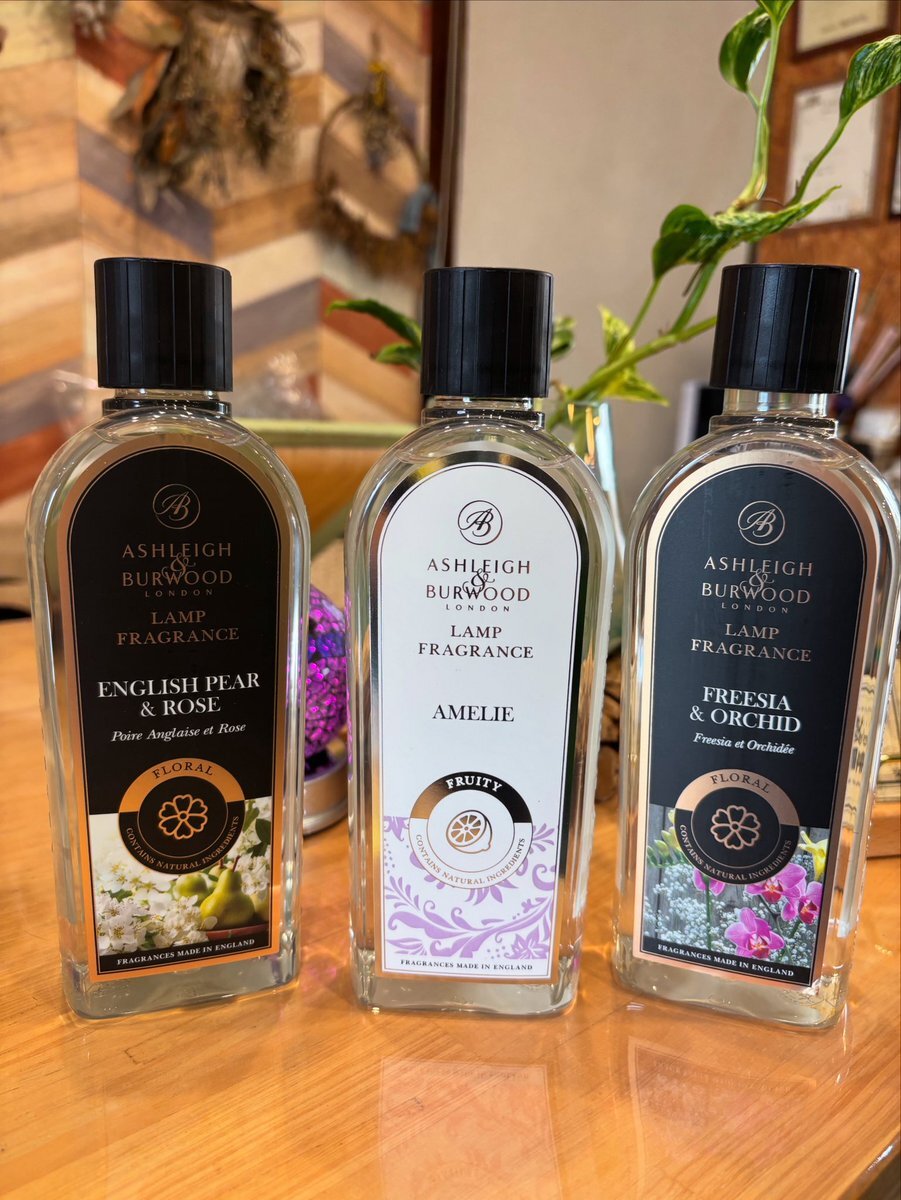 AB
ASHLEIGH
&
BURWOOD
LONDON
LAMP
FRAGRANCE
ENGLISH PEAR
& ROSE
Poire Anglaise et Rose
FLORAL
CONTAINS NATURAL INGREDIENTS
FRAGRANCES MADE IN ENGLAND
AB
ASHLEIGH
&
BURWOOD
LONDON
LAMP
FRAGRANCE
AMELIE
FRUITY
CONTAINS NATURAL INGREDIENTS
FRAGRANCES MADE IN ENGLAND
AB
ASHLEIGH
&
BURWOOD
LONDON
LAMP
FRAGRANCE
FREESIA
& ORCHID
Freesia et Orchidée
FLORAL
CONTAINS NATURAL INGREDIENTS
FRAGRANCES MADE IN ENGLAND